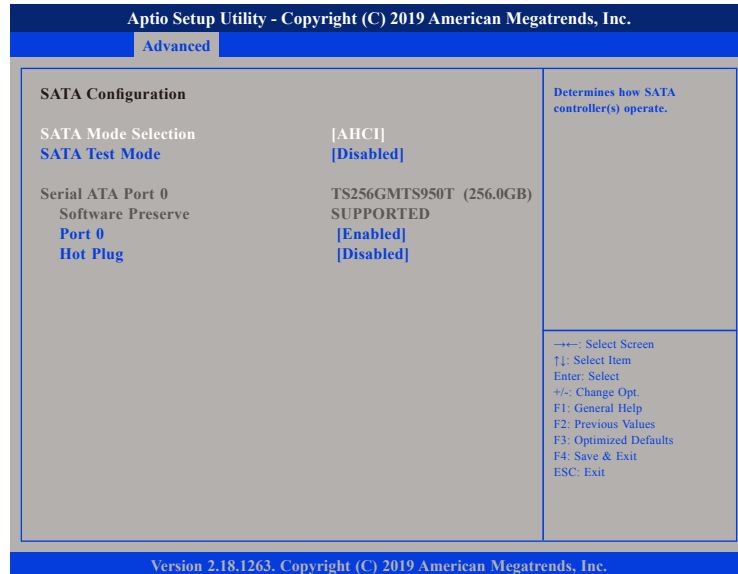 Aptio Setup Utility - Copyright (C) 2019 American Megatrends, Inc.
Advanced
SATA Configuration
SATA Mode Selection [AHCI]
SATA Test Mode [Disabled]
Serial ATA Port 0 TS256GMTS950T (256.0GB)
Software Preserve SUPPORTED
Port 0 [Enabled]
Hot Plug [Disabled]
Determines how SATA
controller(s) operate.
→←: Select Screen
↑↓: Select Item
Enter: Select
+/-: Change Opt.
F1: General Help
F2: Previous Values
F3: Optimized Defaults
F4: Save & Exit
ESC: Exit
Version 2.18.1263. Copyright (C) 2019 American Megatrends, Inc.